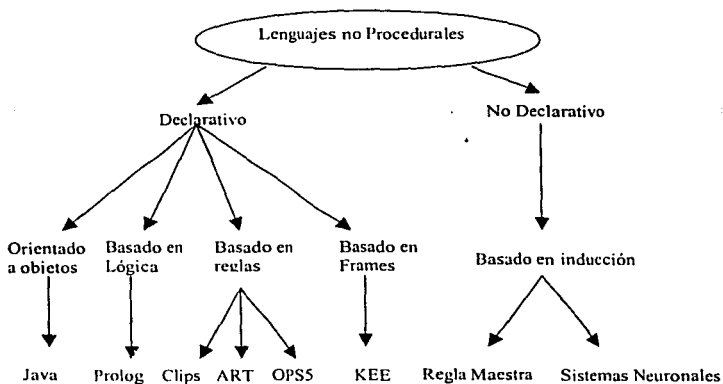 Lenguajes no Procedurales
Declarativo
No Declarativo
Orientado
a objetos
Basado en
Lógica
Basado en
reglas
Basado en
Frames
Basado en inducción
Java
Prolog
Clips
ART
OPS5
KEE
Regla Maestra
Sistemas Neuronales